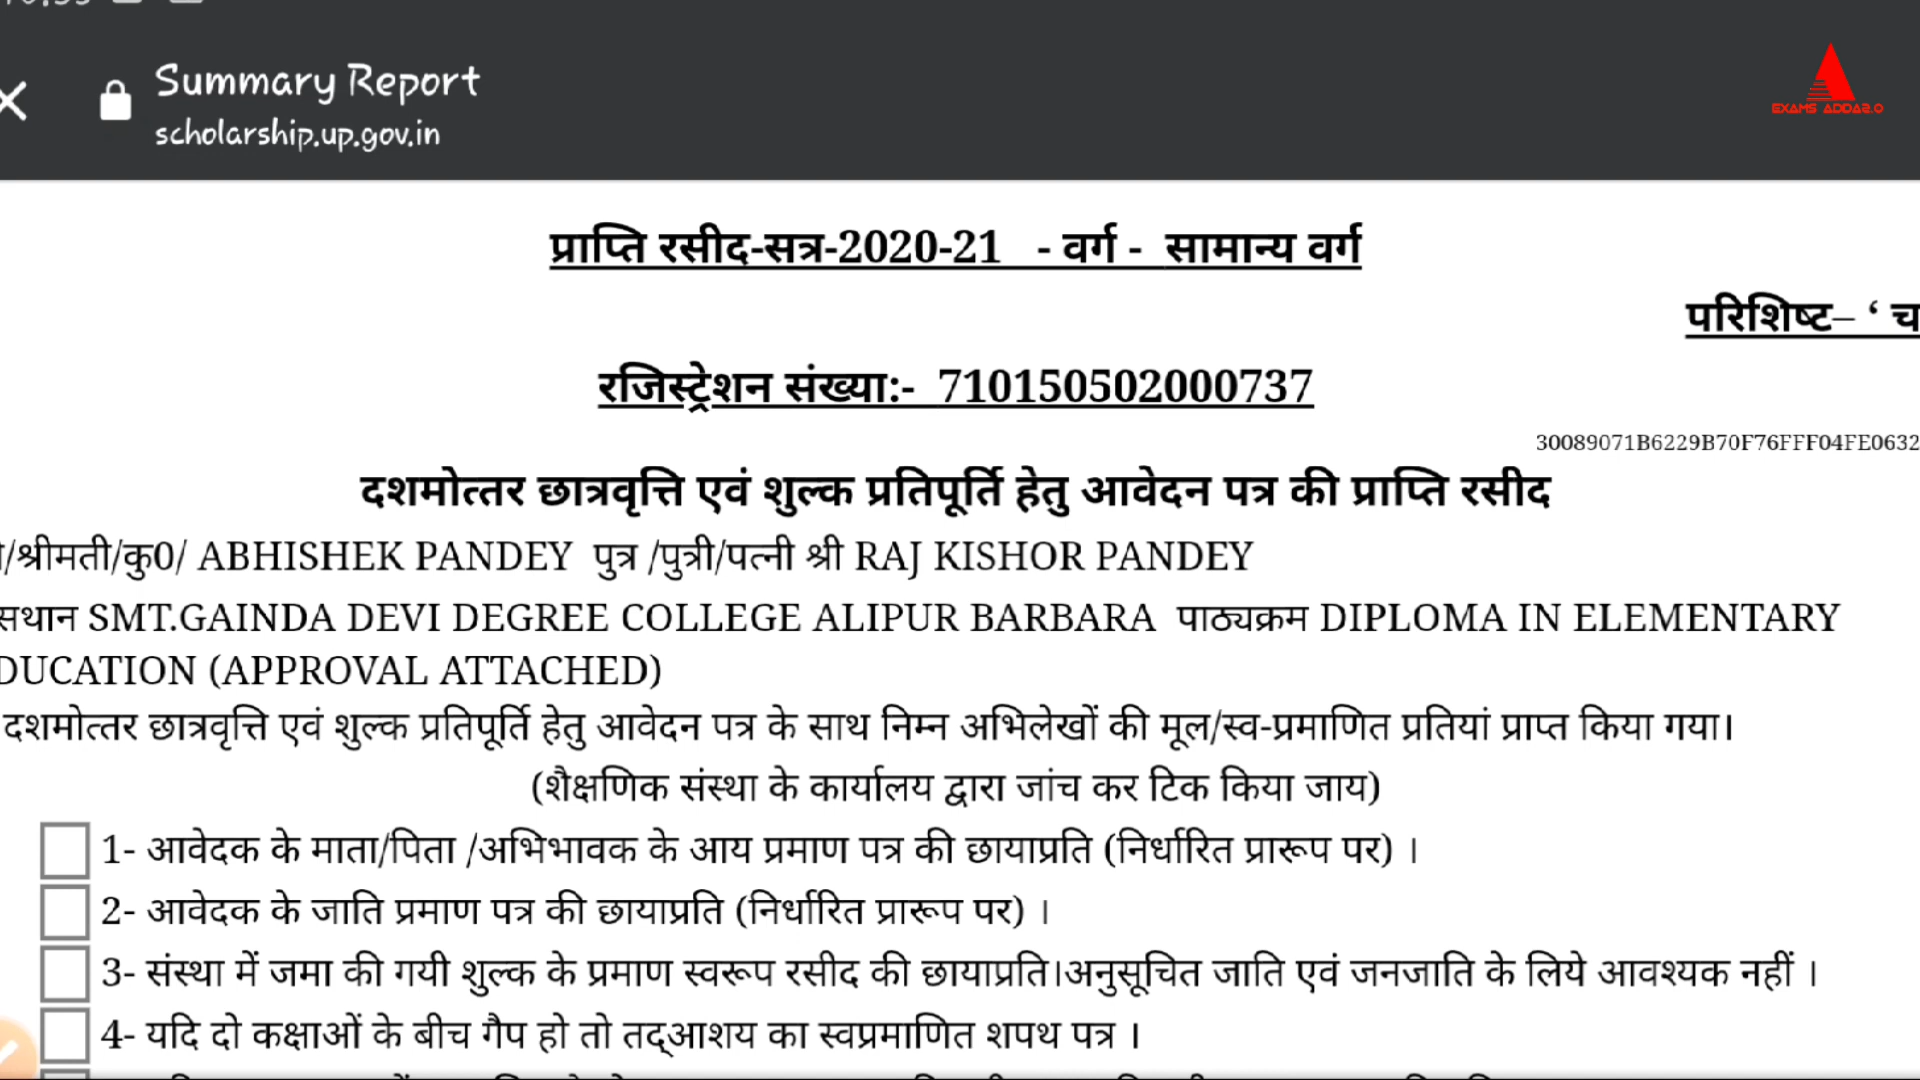 Summary Report
scholarship.up.gov.in
EXAMS ADDA2.0
प्राप्ति रसीद-सत्र-2020-21 - वर्ग - सामान्य वर्ग
परिशिष्ट– ‘ च
रजिस्ट्रेशन संख्या:- 710150502000737
30089071B6229B70F76FFF04FE0632
दशमोत्तर छात्रवृत्ति एवं शुल्क प्रतिपूर्ति हेतु आवेदन पत्र की प्राप्ति रसीद
/श्रीमती/कु0/ ABHISHEK PANDEY पुत्र /पुत्री/पत्नी श्री RAJ KISHOR PANDEY
सथान SMT.GAINDA DEVI DEGREE COLLEGE ALIPUR BARBARA पाठ्यक्रम DIPLOMA IN ELEMENTARY
DUCATION (APPROVAL ATTACHED)
दशमोत्तर छात्रवृत्ति एवं शुल्क प्रतिपूर्ति हेतु आवेदन पत्र के साथ निम्न अभिलेखों की मूल/स्व-प्रमाणित प्रतियां प्राप्त किया गया।
(शैक्षणिक संस्था के कार्यालय द्वारा जांच कर टिक किया जाय)
1- आवेदक के माता/पिता /अभिभावक के आय प्रमाण पत्र की छायाप्रति (निर्धारित प्रारूप पर) ।
2- आवेदक के जाति प्रमाण पत्र की छायाप्रति (निर्धारित प्रारूप पर) ।
3- संस्था में जमा की गयी शुल्क के प्रमाण स्वरूप रसीद की छायाप्रति।अनुसूचित जाति एवं जनजाति के लिये आवश्यक नहीं ।
4- यदि दो कक्षाओं के बीच गैप हो तो तद्आशय का स्वप्रमाणित शपथ पत्र ।